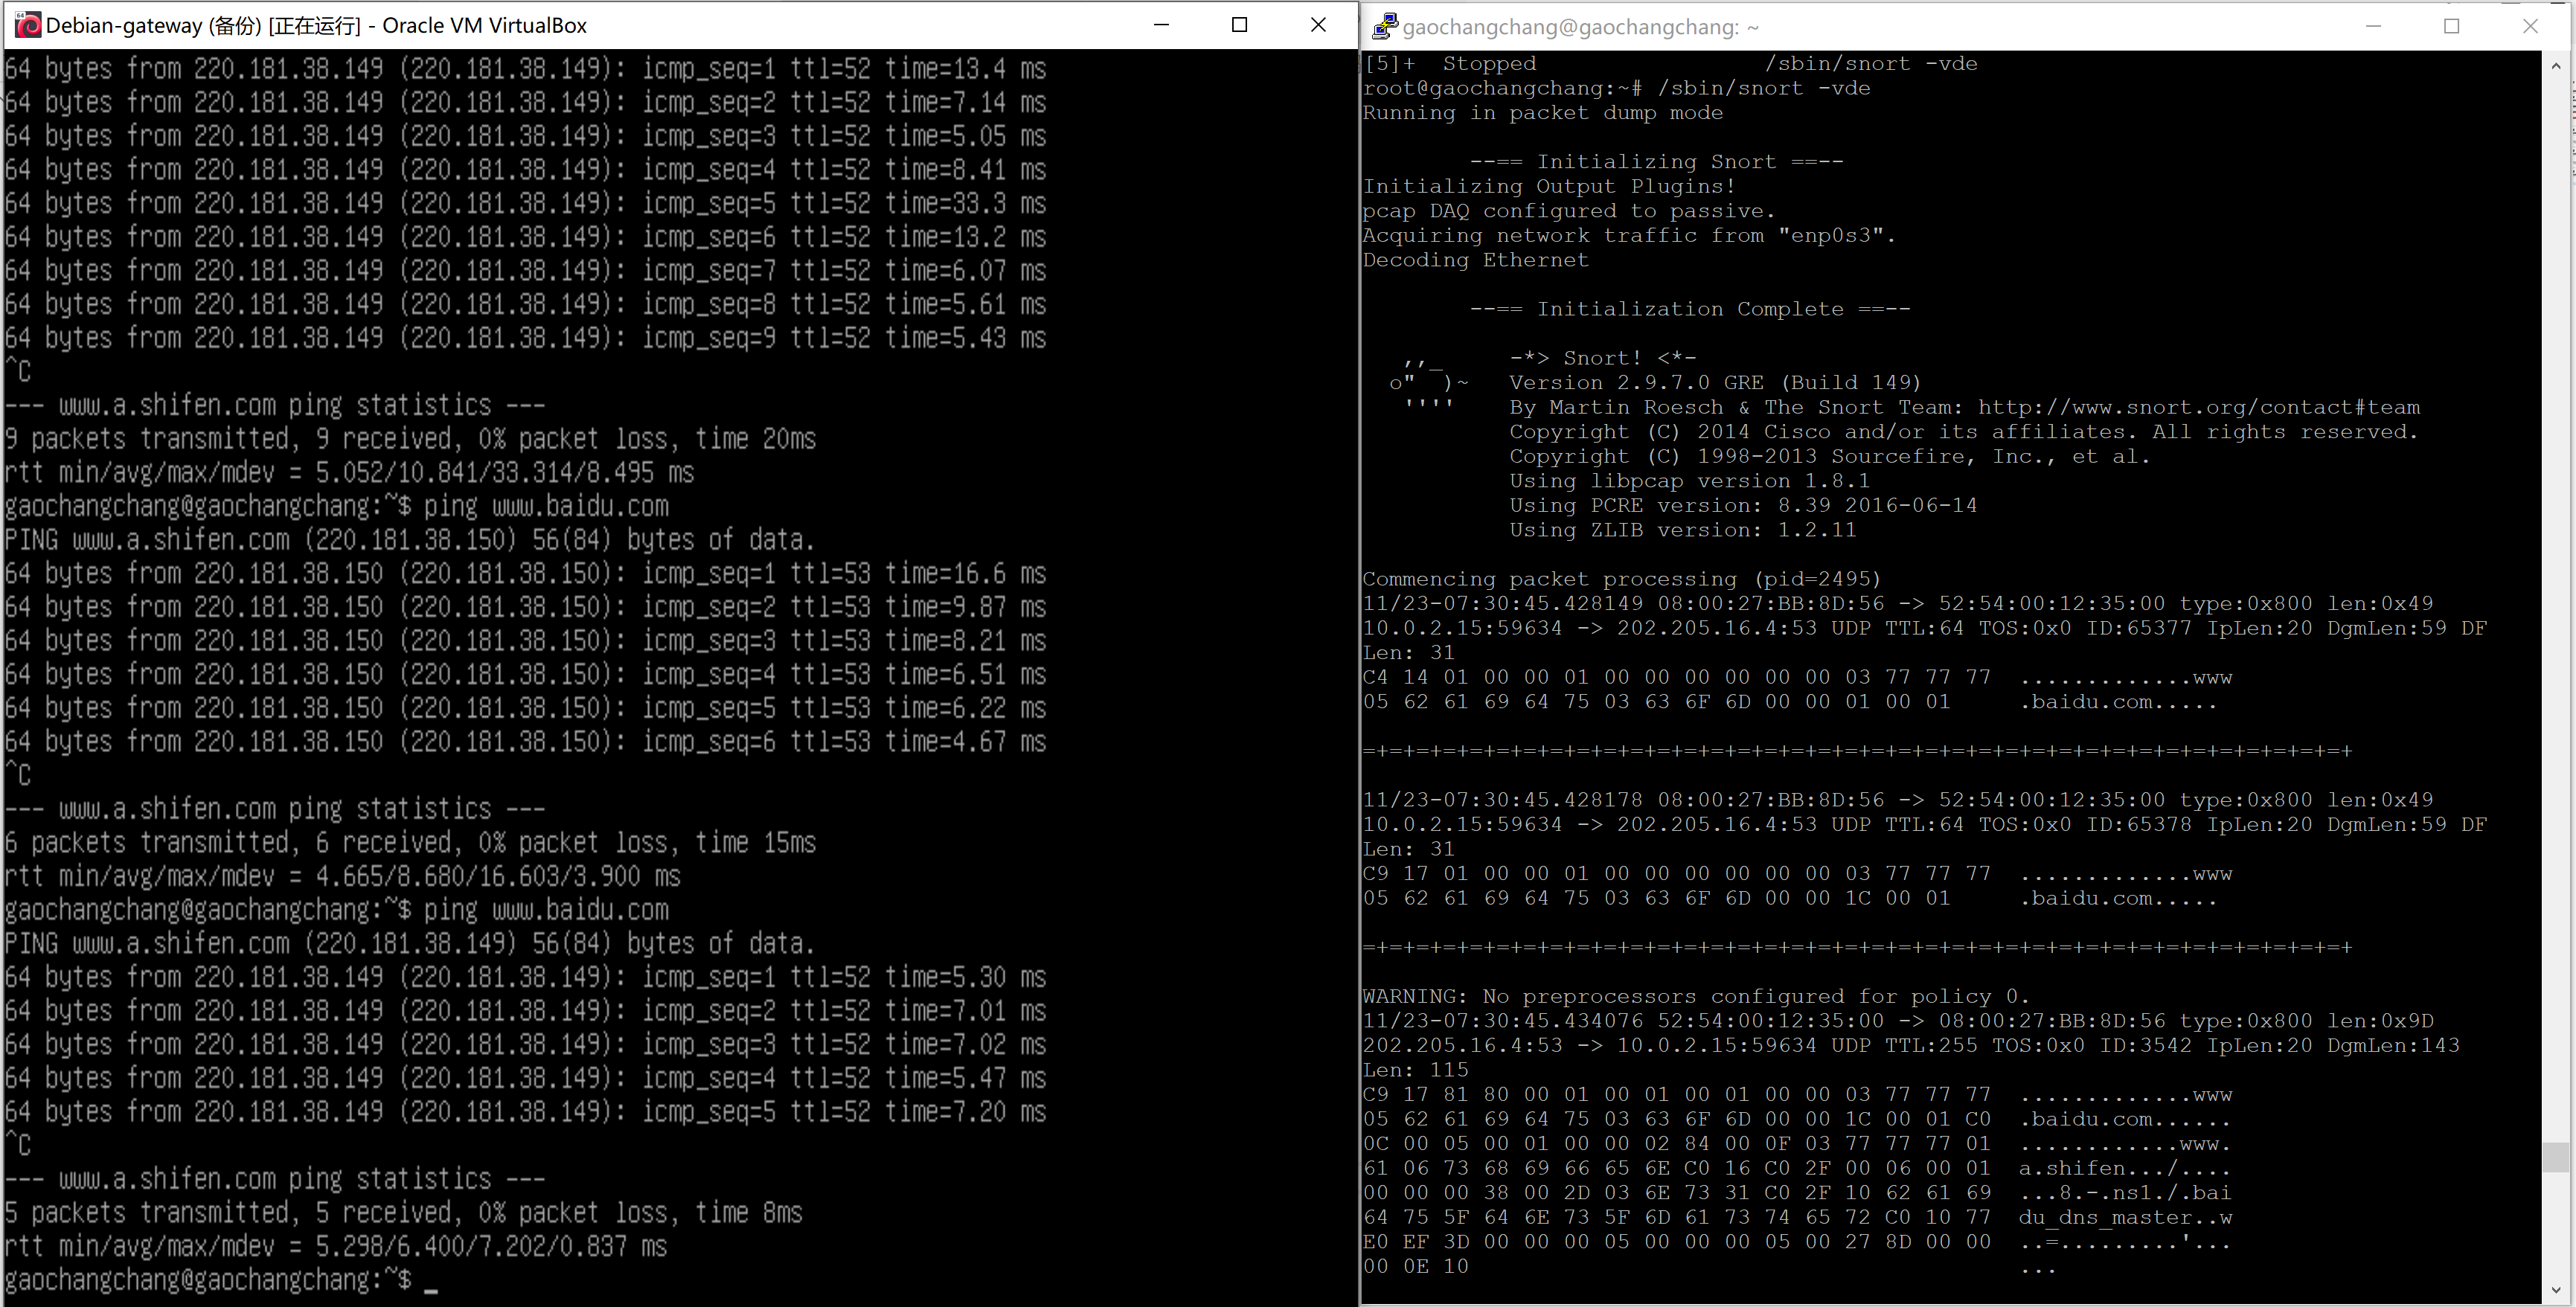 Debian-gateway (备份) [正在运行] - Oracle VM VirtualBox
64 bytes from 220.181.38.149 (220.181.38.149): icmp_seq=1 ttl=52 time=13.4 ms
64 bytes from 220.181.38.149 (220.181.38.149): icmp_seq=2 ttl=52 time=7.14 ms
64 bytes from 220.181.38.149 (220.181.38.149): icmp_seq=3 ttl=52 time=5.05 ms
64 bytes from 220.181.38.149 (220.181.38.149): icmp_seq=4 ttl=52 time=8.41 ms
64 bytes from 220.181.38.149 (220.181.38.149): icmp_seq=5 ttl=52 time=33.3 ms
64 bytes from 220.181.38.149 (220.181.38.149): icmp_seq=6 ttl=52 time=13.2 ms
64 bytes from 220.181.38.149 (220.181.38.149): icmp_seq=7 ttl=52 time=6.07 ms
64 bytes from 220.181.38.149 (220.181.38.149): icmp_seq=8 ttl=52 time=5.61 ms
64 bytes from 220.181.38.149 (220.181.38.149): icmp_seq=9 ttl=52 time=5.43 ms
^C
--- www.a.shifen.com ping statistics ---
9 packets transmitted, 9 received, 0% packet loss, time 20ms
rtt min/avg/max/mdev = 5.052/10.841/33.314/8.495 ms
gaochangchang@gaochangchang:~$ ping www.baidu.com
PING www.a.shifen.com (220.181.38.150) 56(84) bytes of data.
64 bytes from 220.181.38.150 (220.181.38.150): icmp_seq=1 ttl=53 time=16.6 ms
64 bytes from 220.181.38.150 (220.181.38.150): icmp_seq=2 ttl=53 time=9.87 ms
64 bytes from 220.181.38.150 (220.181.38.150): icmp_seq=3 ttl=53 time=8.21 ms
64 bytes from 220.181.38.150 (220.181.38.150): icmp_seq=4 ttl=53 time=6.51 ms
64 bytes from 220.181.38.150 (220.181.38.150): icmp_seq=5 ttl=53 time=6.22 ms
64 bytes from 220.181.38.150 (220.181.38.150): icmp_seq=6 ttl=53 time=4.67 ms
^C
--- www.a.shifen.com ping statistics ---
6 packets transmitted, 6 received, 0% packet loss, time 15ms
rtt min/avg/max/mdev = 4.665/8.680/16.603/3.900 ms
gaochangchang@gaochangchang:~$ ping www.baidu.com
PING www.a.shifen.com (220.181.38.149) 56(84) bytes of data.
64 bytes from 220.181.38.149 (220.181.38.149): icmp_seq=1 ttl=52 time=5.30 ms
64 bytes from 220.181.38.149 (220.181.38.149): icmp_seq=2 ttl=52 time=7.01 ms
64 bytes from 220.181.38.149 (220.181.38.149): icmp_seq=3 ttl=52 time=7.02 ms
64 bytes from 220.181.38.149 (220.181.38.149): icmp_seq=4 ttl=52 time=5.47 ms
64 bytes from 220.181.38.149 (220.181.38.149): icmp_seq=5 ttl=52 time=7.20 ms
^C
--- www.a.shifen.com ping statistics ---
5 packets transmitted, 5 received, 0% packet loss, time 8ms
rtt min/avg/max/mdev = 5.298/6.400/7.202/0.837 ms
gaochangchang@gaochangchang:~$ _
gaochangchang@gaochangchang: ~
[5]+  Stopped                 /sbin/snort -vde
root@gaochangchang:~# /sbin/snort -vde
Running in packet dump mode
--== Initializing Snort ==--
Initializing Output Plugins!
pcap DAQ configured to passive.
Acquiring network traffic from "enp0s3".
Decoding Ethernet
--== Initialization Complete ==--
   ,,_     -*> Snort! <*-
  o"  )~   Version 2.9.7.0 GRE (Build 149)
   ''''    By Martin Roesch & The Snort Team: http://www.snort.org/contact#team
Copyright (C) 2014 Cisco and/or its affiliates. All rights reserved.
Copyright (C) 1998-2013 Sourcefire, Inc., et al.
Using libpcap version 1.8.1
Using PCRE version: 8.39 2016-06-14
Using ZLIB version: 1.2.11
Commencing packet processing (pid=2495)
11/23-07:30:45.428149 08:00:27:BB:8D:56 -> 52:54:00:12:35:00 type:0x800 len:0x49
10.0.2.15:59634 -> 202.205.16.4:53 UDP TTL:64 TOS:0x0 ID:65377 IpLen:20 DgmLen:59 DF
Len: 31
C4 14 01 00 00 01 00 00 00 00 00 00 03 77 77 77  .............www
05 62 61 69 64 75 03 63 6F 6D 00 00 01 00 01     .baidu.com.....
=+=+=+=+=+=+=+=+=+=+=+=+=+=+=+=+=+=+=+=+=+=+=+=+=+=+=+=+=+=+=+=+=+=+=+=+=+
11/23-07:30:45.428178 08:00:27:BB:8D:56 -> 52:54:00:12:35:00 type:0x800 len:0x49
10.0.2.15:59634 -> 202.205.16.4:53 UDP TTL:64 TOS:0x0 ID:65378 IpLen:20 DgmLen:59 DF
Len: 31
C9 17 01 00 00 01 00 00 00 00 00 00 03 77 77 77  .............www
05 62 61 69 64 75 03 63 6F 6D 00 00 1C 00 01     .baidu.com.....
=+=+=+=+=+=+=+=+=+=+=+=+=+=+=+=+=+=+=+=+=+=+=+=+=+=+=+=+=+=+=+=+=+=+=+=+=+
WARNING: No preprocessors configured for policy 0.
11/23-07:30:45.434076 52:54:00:12:35:00 -> 08:00:27:BB:8D:56 type:0x800 len:0x9D
202.205.16.4:53 -> 10.0.2.15:59634 UDP TTL:255 TOS:0x0 ID:3542 IpLen:20 DgmLen:143
Len: 115
C9 17 81 80 00 01 00 01 00 01 00 00 03 77 77 77  .............www
05 62 61 69 64 75 03 63 6F 6D 00 00 1C 00 01 C0  .baidu.com......
0C 00 05 00 01 00 00 02 84 00 0F 03 77 77 77 01  ............www.
61 06 73 68 69 66 65 6E C0 16 C0 2F 00 06 00 01  a.shifen.../....
00 00 00 38 00 2D 03 6E 73 31 C0 2F 10 62 61 69  ...8.-.ns1./.bai
64 75 5F 64 6E 73 5F 6D 61 73 74 65 72 C0 10 77  du_dns_master..w
E0 EF 3D 00 00 00 05 00 00 00 05 00 27 8D 00 00  ..=.........'...
00 0E 10                                         ...